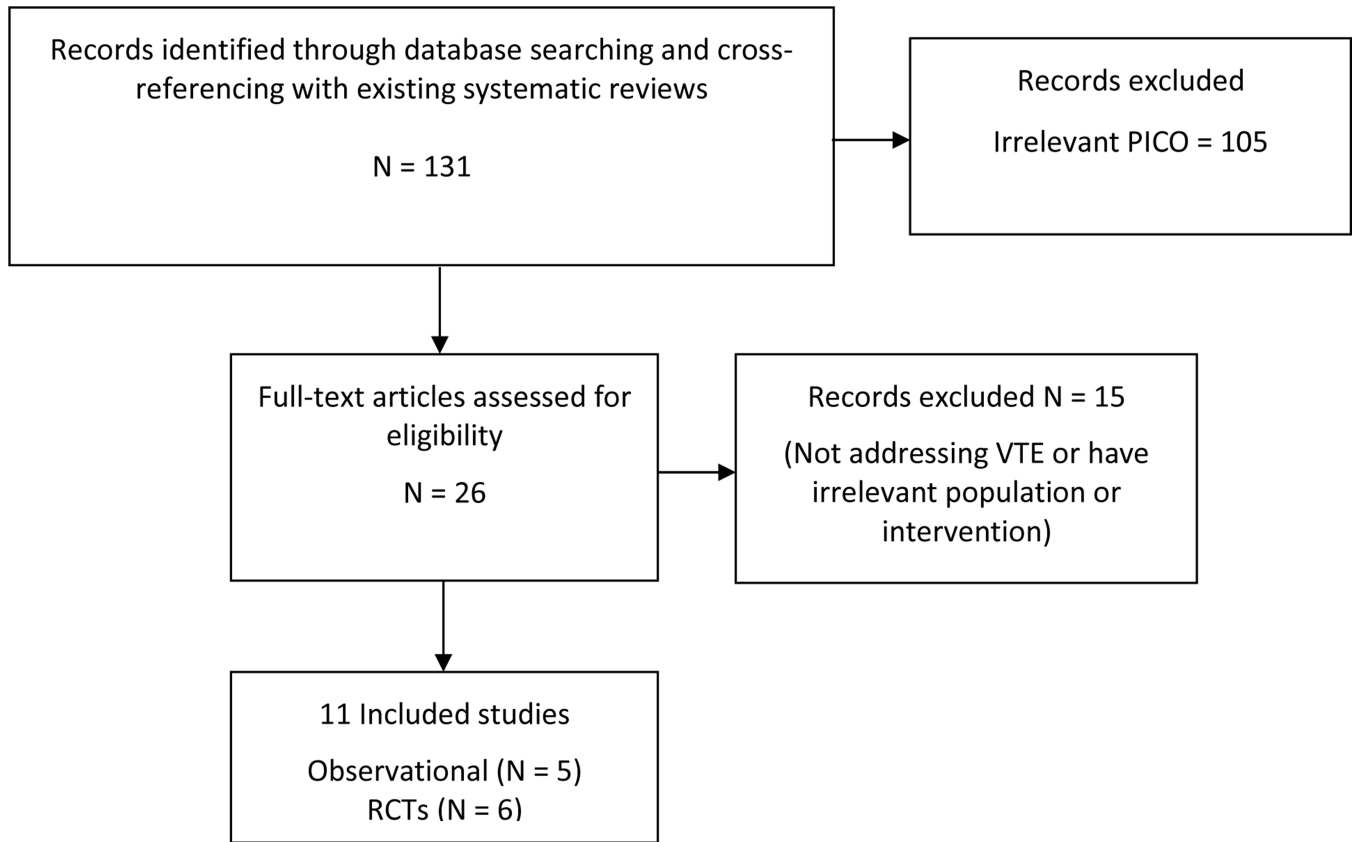 Records identified through database searching and cross-
referencing with existing systematic reviews
N = 131
Records excluded
Irrelevant PICO = 105
Full-text articles assessed for
eligibility
N = 26
Records excluded N = 15
(Not addressing VTE or have
irrelevant population or
intervention)
11 Included studies
Observational (N = 5)
RCTs (N = 6)